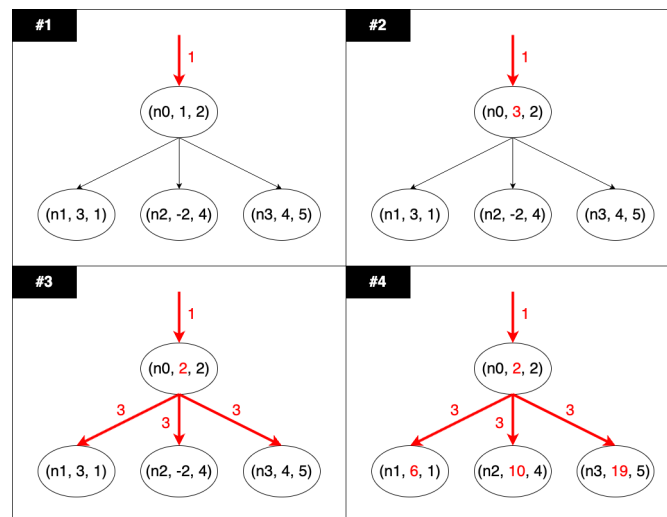 #1
1
(n0, 1, 2)
(n1, 3, 1) (n2, -2, 4) (n3, 4, 5)
#2
1
(n0, 3, 2)
(n1, 3, 1) (n2, -2, 4) (n3, 4, 5)
#3
1
(n0, 2, 2)
3 3 3
(n1, 3, 1) (n2, -2, 4) (n3, 4, 5)
#4
1
(n0, 2, 2)
3 3 3
(n1, 6, 1) (n2, 10, 4) (n3, 19, 5)